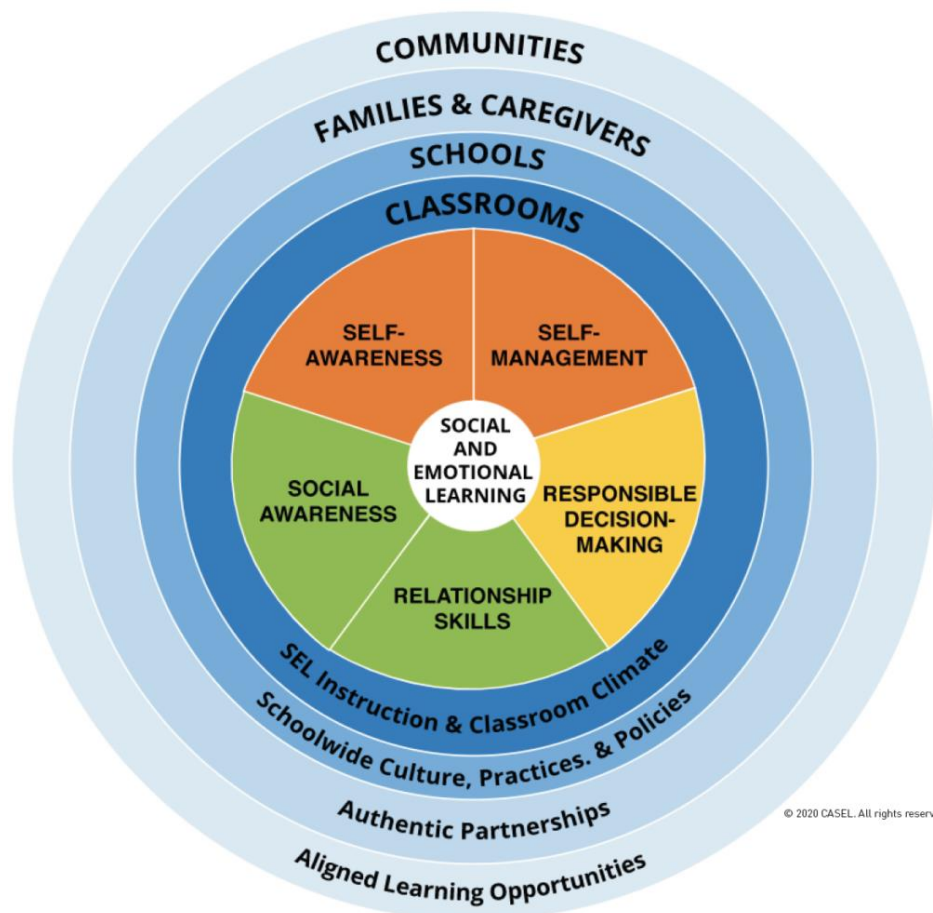 COMMUNITIES
FAMILIES & CAREGIVERS
SCHOOLS
CLASSROOMS
SELF-
AWARENESS
SELF-
MANAGEMENT
SOCIAL
AND
EMOTIONAL
LEARNING
SOCIAL
AWARENESS
RESPONSIBLE
DECISION-
MAKING
RELATIONSHIP
SKILLS
SEL Instruction & Classroom Climate
Schoolwide Culture, Practices. & Policies
Authentic Partnerships
Aligned Learning Opportunities
© 2020 CASEL. All rights reserv